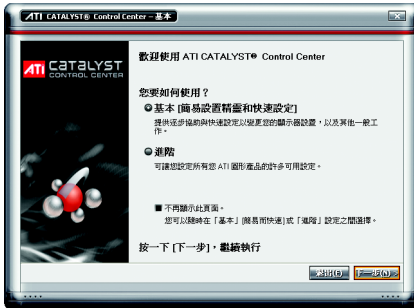 ATI CATALYST® Control Center – 基本
ATI CATALYST
CONTROL CENTER
歡迎使用 ATI CATALYST® Control Center
您要如何使用？
基本 [簡易設置精靈和快速設定]
提供逐步協助與快速設定以變更您的顯示器設置，以及其他一般工
作。
進階
可讓您設定所有您 ATI 圖形產品的許多可用設定。
不再顯示此頁面。
您可以隨時在「基本」[簡易而快速] 或「進階」設定之間選擇。
按一下 [下一步]，繼續執行
下一步(N) >